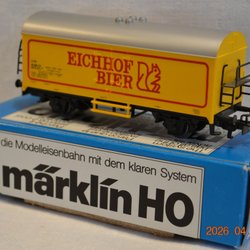 EICHHOF
BIER
die Modelleisenbahn mit dem klaren System
märklin HO
2026 04